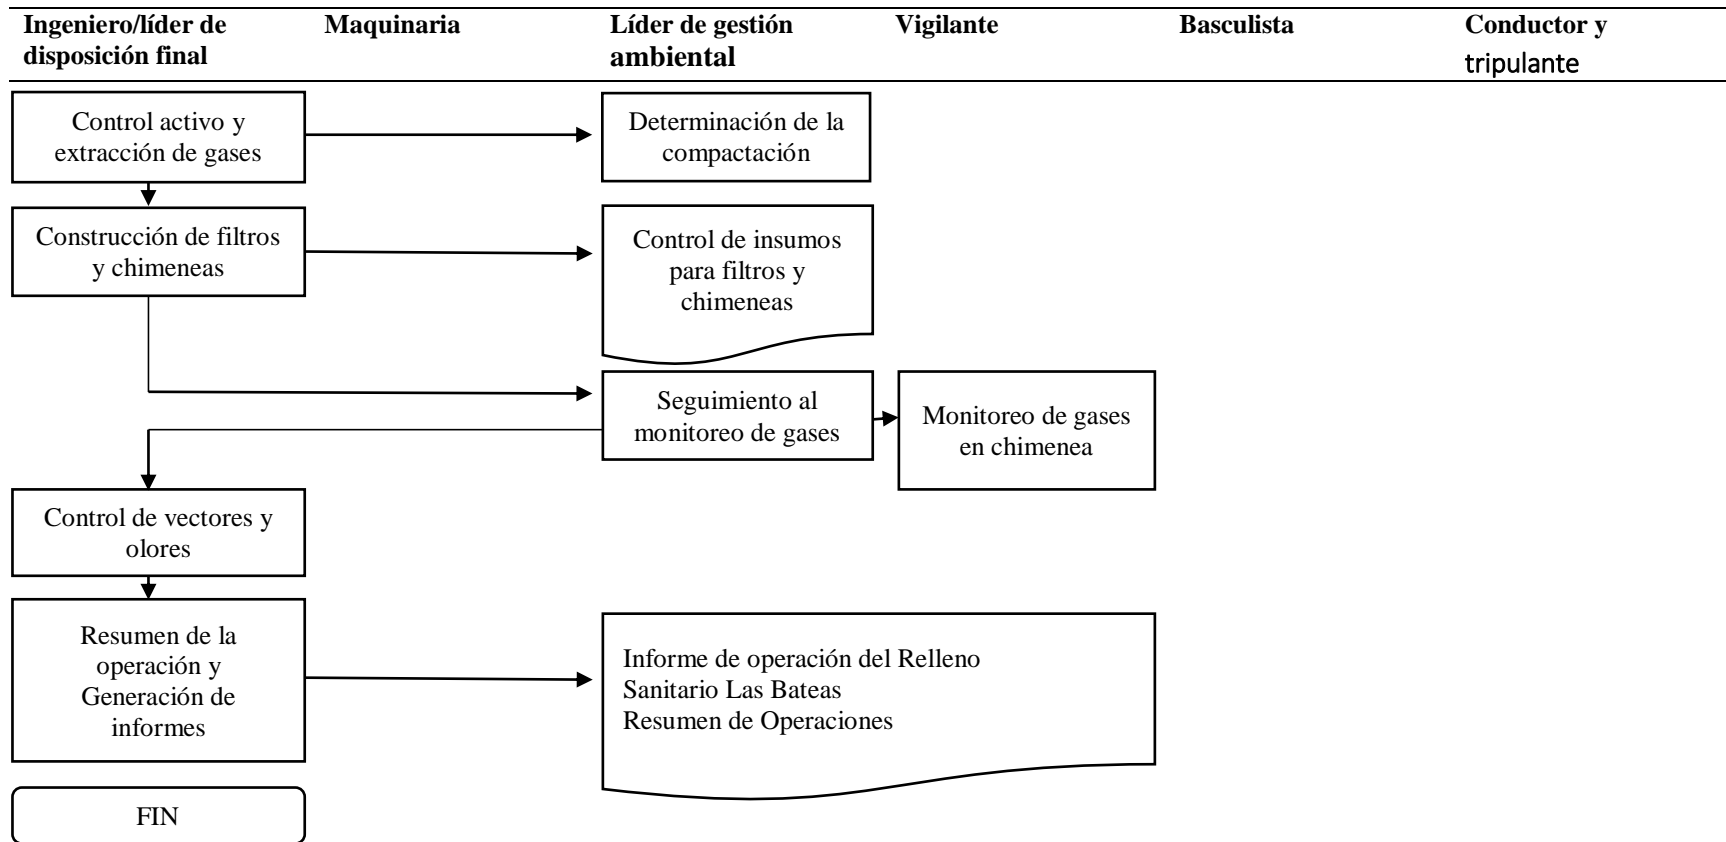 Ingeniero/líder de
disposición final
Maquinaria
Líder de gestión
ambiental
Vigilante
Basculista
Conductor y
tripulante
Control activo y
extracción de gases
Determinación de la
compactación
Construcción de filtros
y chimeneas
Control de insumos
para filtros y
chimeneas
Seguimiento al
monitoreo de gases
Monitoreo de gases
en chimenea
Control de vectores y
olores
Resumen de la
operación y
Generación de
informes
Informe de operación del Relleno
Sanitario Las Bateas
Resumen de Operaciones
FIN